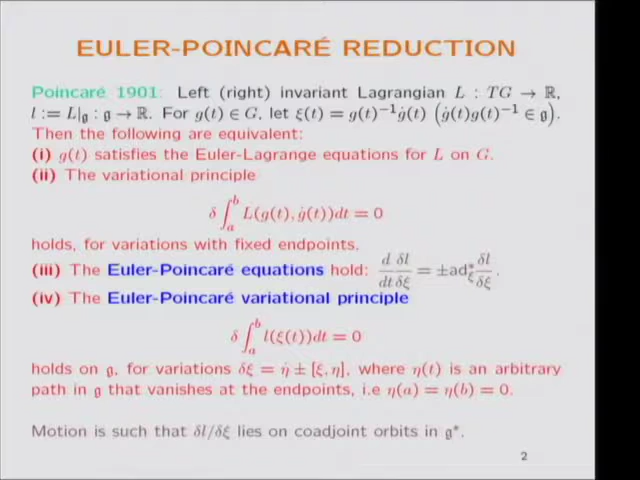 EULER-POINCARÉ REDUCTION
Poincaré 1901: Left (right) invariant Lagrangian L : TG → ℝ,
l := L|𝔤 : 𝔤 → ℝ. For g(t) ∈ G, let ξ(t) = g(t)⁻¹ġ(t) (ġ(t)g(t)⁻¹ ∈ 𝔤).
Then the following are equivalent:
(i) g(t) satisfies the Euler-Lagrange equations for L on G.
(ii) The variational principle
δ ∫ₐᵇ L(g(t), ġ(t))dt = 0
holds, for variations with fixed endpoints.
(iii) The Euler-Poincaré equations hold: d/dt δl/δξ = ±ad*_ξ δl/δξ.
(iv) The Euler-Poincaré variational principle
δ ∫ₐᵇ l(ξ(t))dt = 0
holds on 𝔤, for variations δξ = η̇ ± [ξ, η], where η(t) is an arbitrary
path in 𝔤 that vanishes at the endpoints, i.e η(a) = η(b) = 0.
Motion is such that δl/δξ lies on coadjoint orbits in 𝔤*.
2